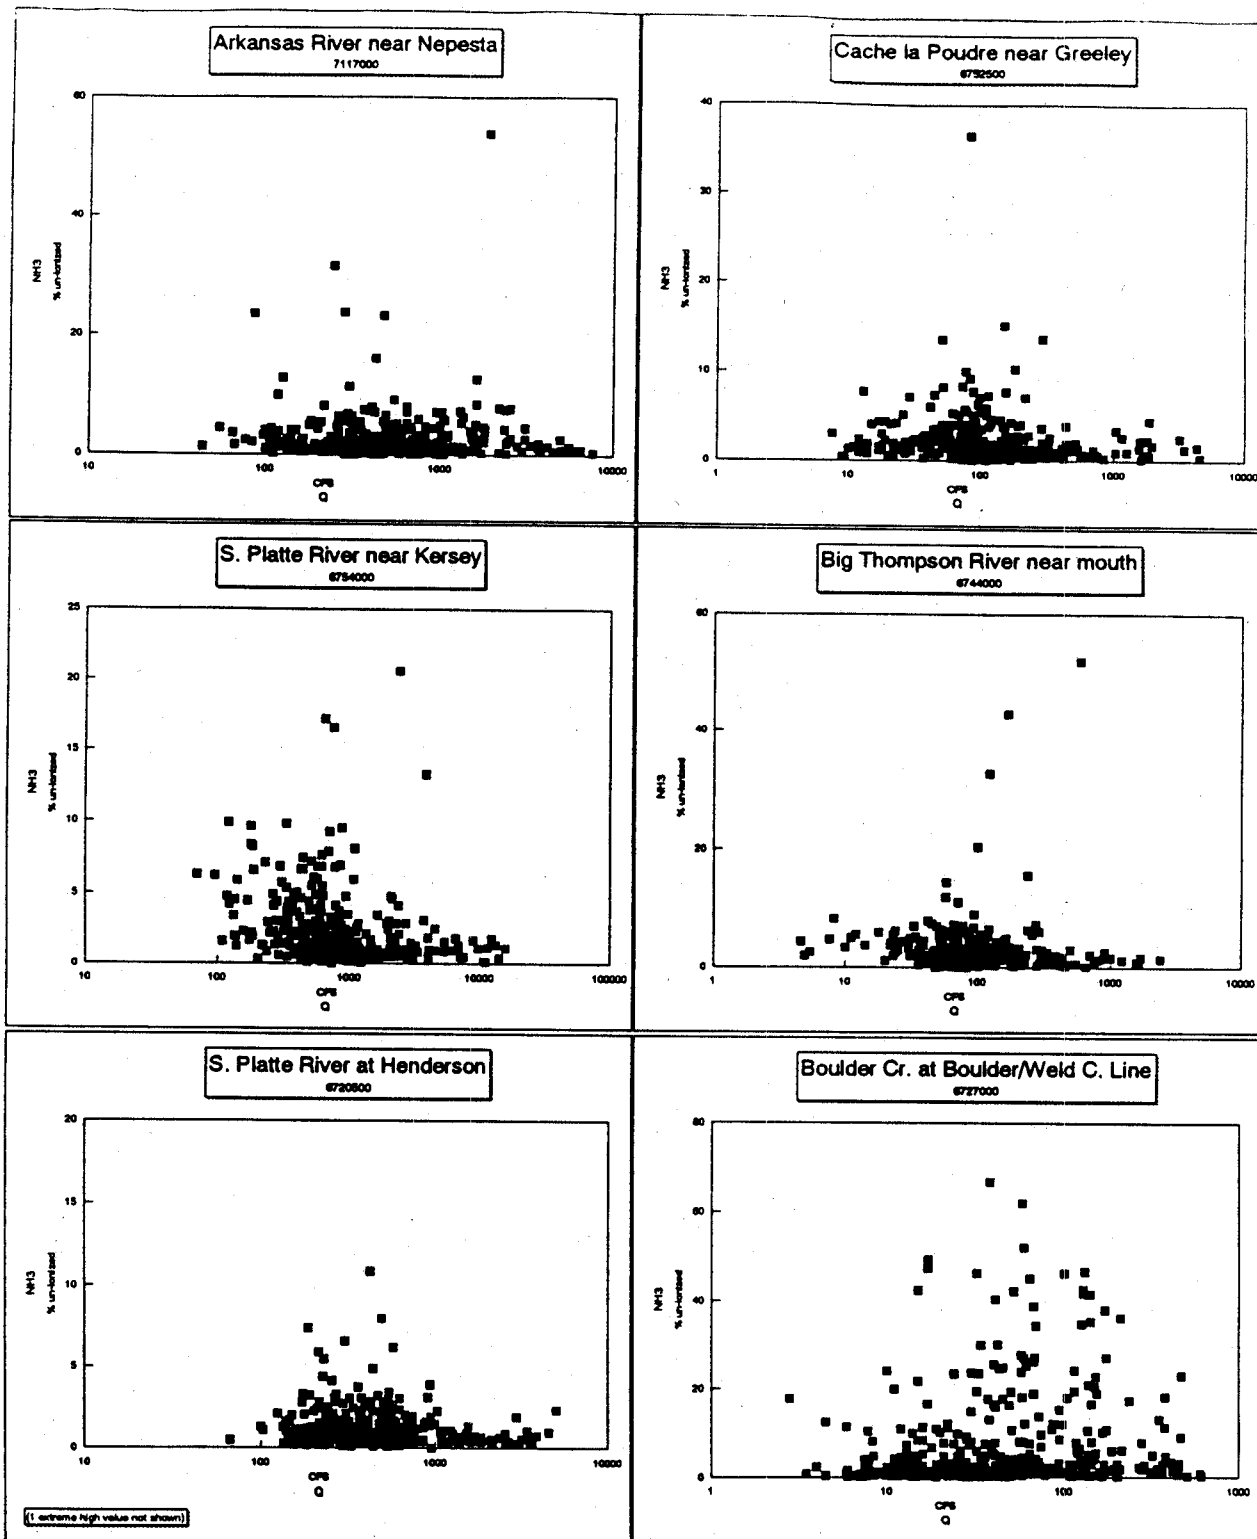 Arkansas River near Nepesta
7117000
60
40
20
0
NH3
% un-ionized
10
100
1000
10000
CFS
Q
Cache la Poudre near Greeley
6752500
40
30
20
10
0
NH3
% un-ionized
1
10
100
1000
10000
CFS
Q
S. Platte River near Kersey
6754000
25
20
15
10
5
0
NH3
% un-ionized
10
100
1000
10000
100000
CFS
Q
Big Thompson River near mouth
6744000
60
40
20
0
NH3
% un-ionized
1
10
100
1000
10000
CFS
Q
S. Platte River at Henderson
6720500
20
15
10
5
0
NH3
% un-ionized
10
100
1000
10000
CFS
Q
(1 extreme high value not shown)
Boulder Cr. at Boulder/Weld C. Line
6727000
80
60
40
20
0
NH3
% un-ionized
1
10
100
1000
CFS
Q